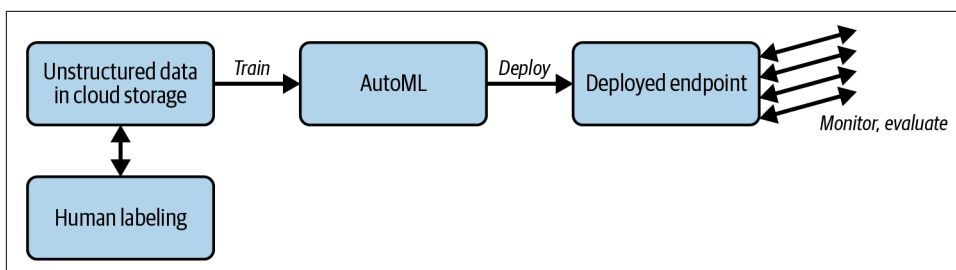 Unstructured data
in cloud storage
Train
AutoML
Deploy
Deployed endpoint
Monitor, evaluate
Human labeling